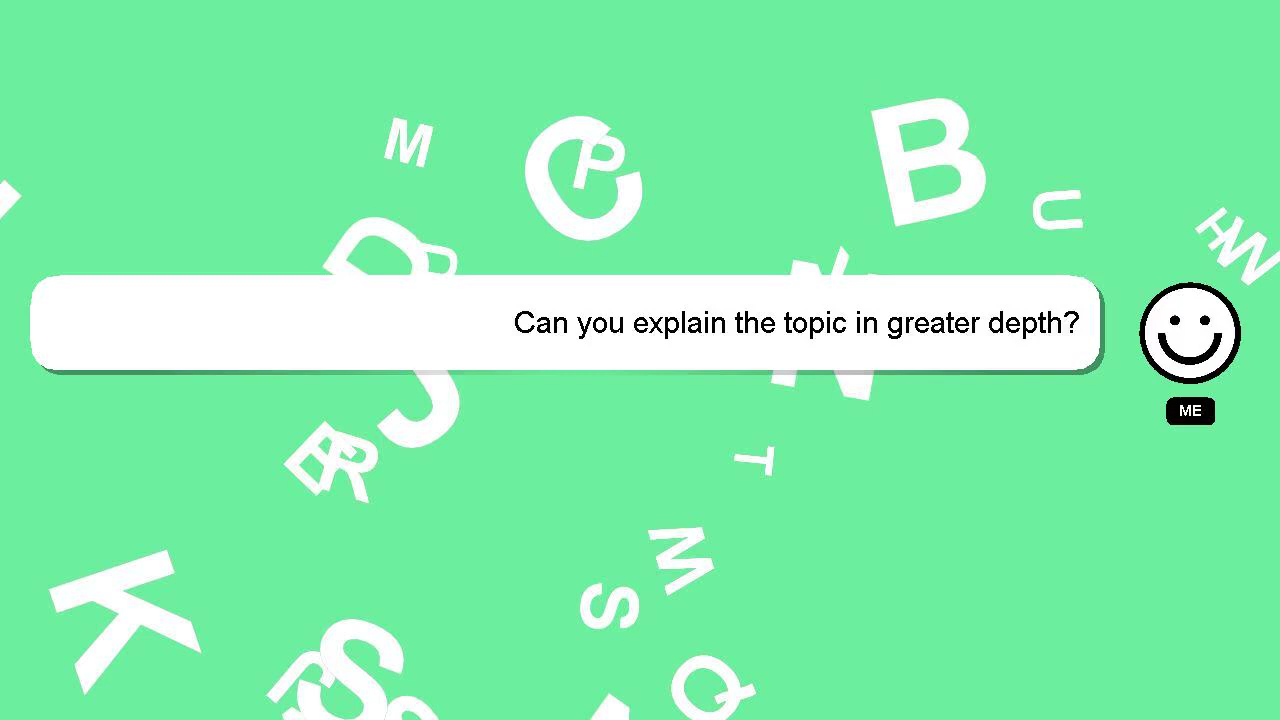 M
C
P
B
U
H
W
D
D
N
Can you explain the topic in greater depth?
ME
J
B
R
T
M
K
S
S
R
Q